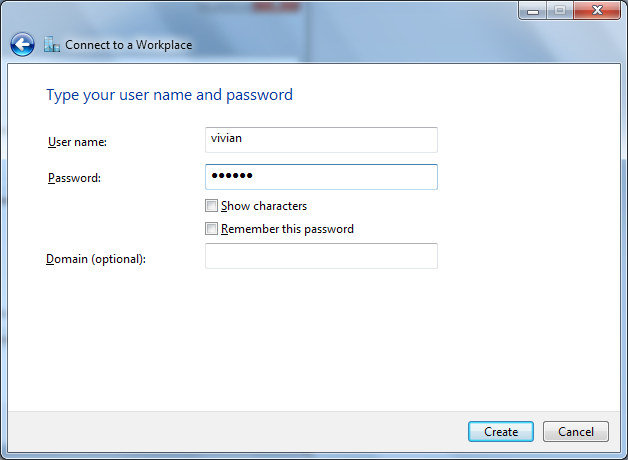 Connect to a Workplace
Type your user name and password
User name:
vivian
Password:
●●●●●●
Show characters
Remember this password
Domain (optional):
Create
Cancel